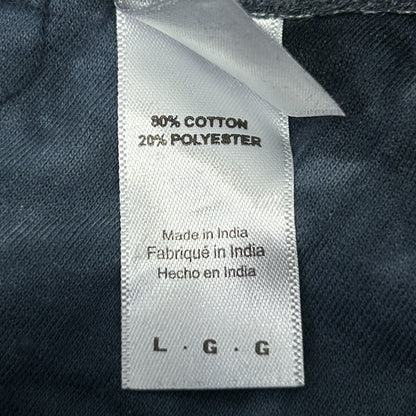 80% COTTON
20% POLYESTER
Made in India
Fabriqué in India
Hecho en India
L . G . G